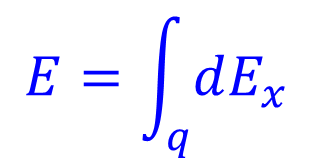 E = ∫_q dE_x